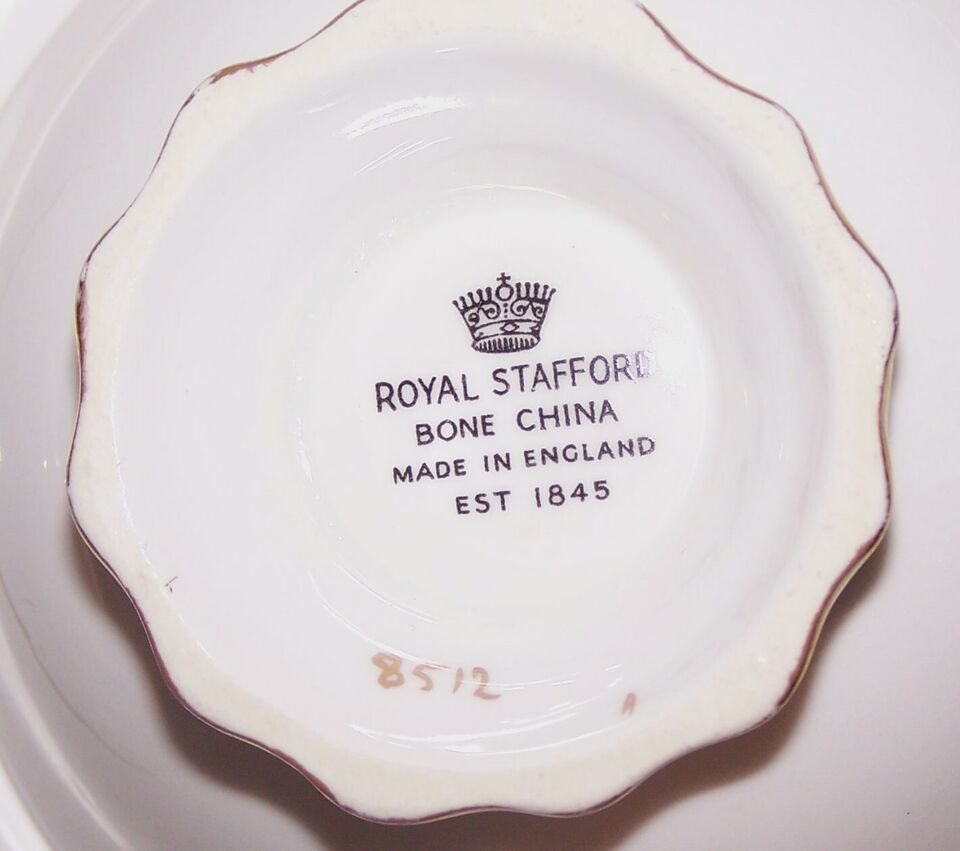 ROYAL STAFFORD
BONE CHINA
MADE IN ENGLAND
EST 1845
8512